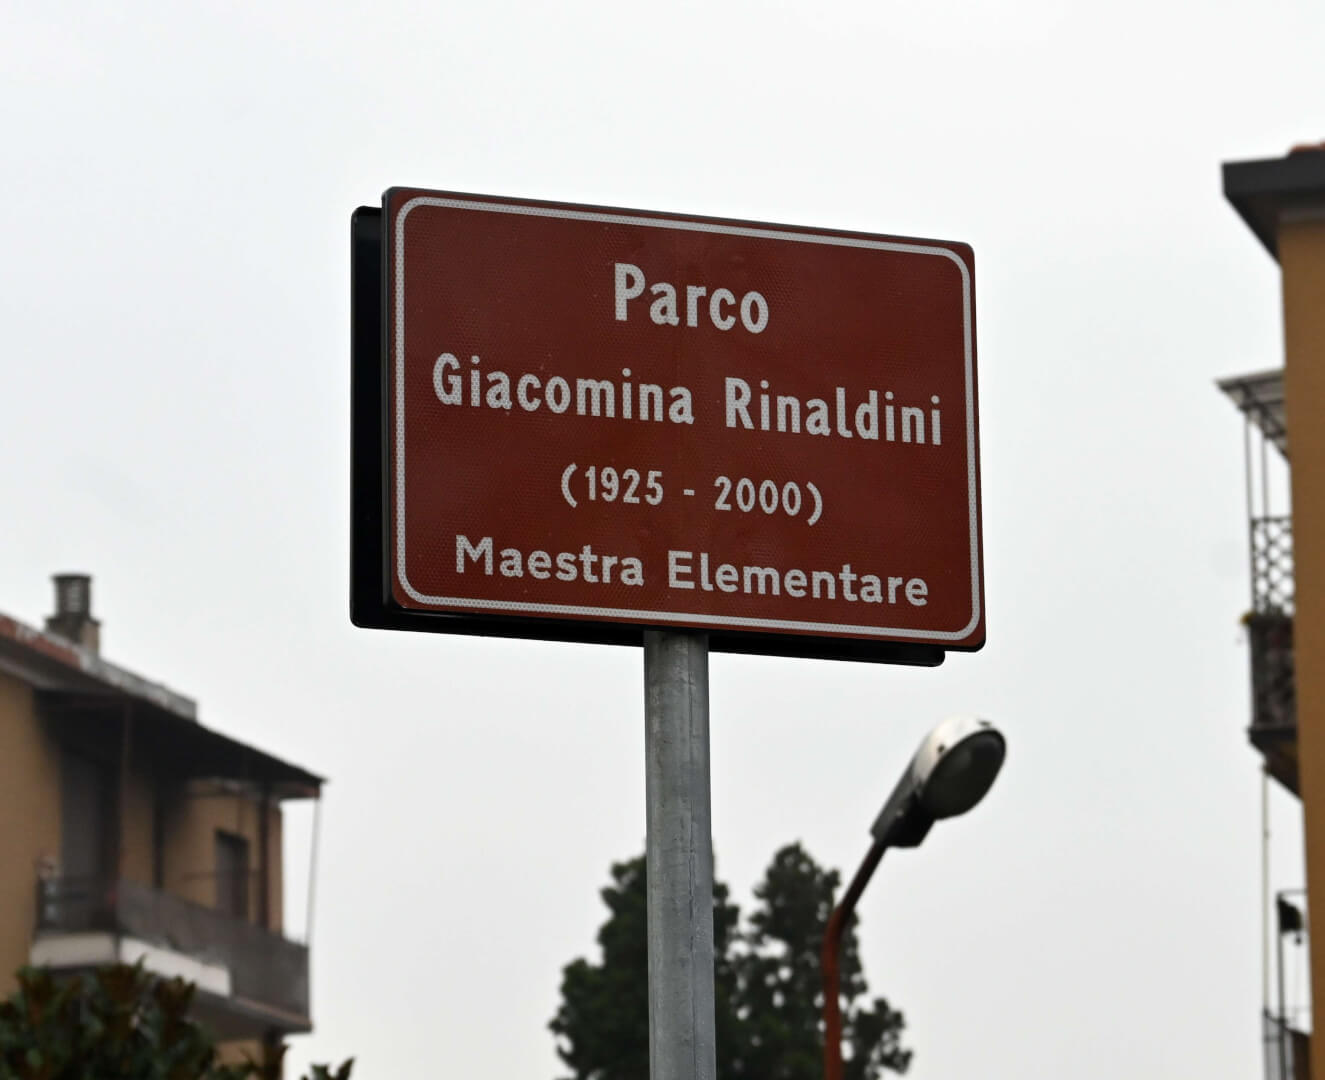 Parco
Giacomina Rinaldini
(1925 - 2000)
Maestra Elementare